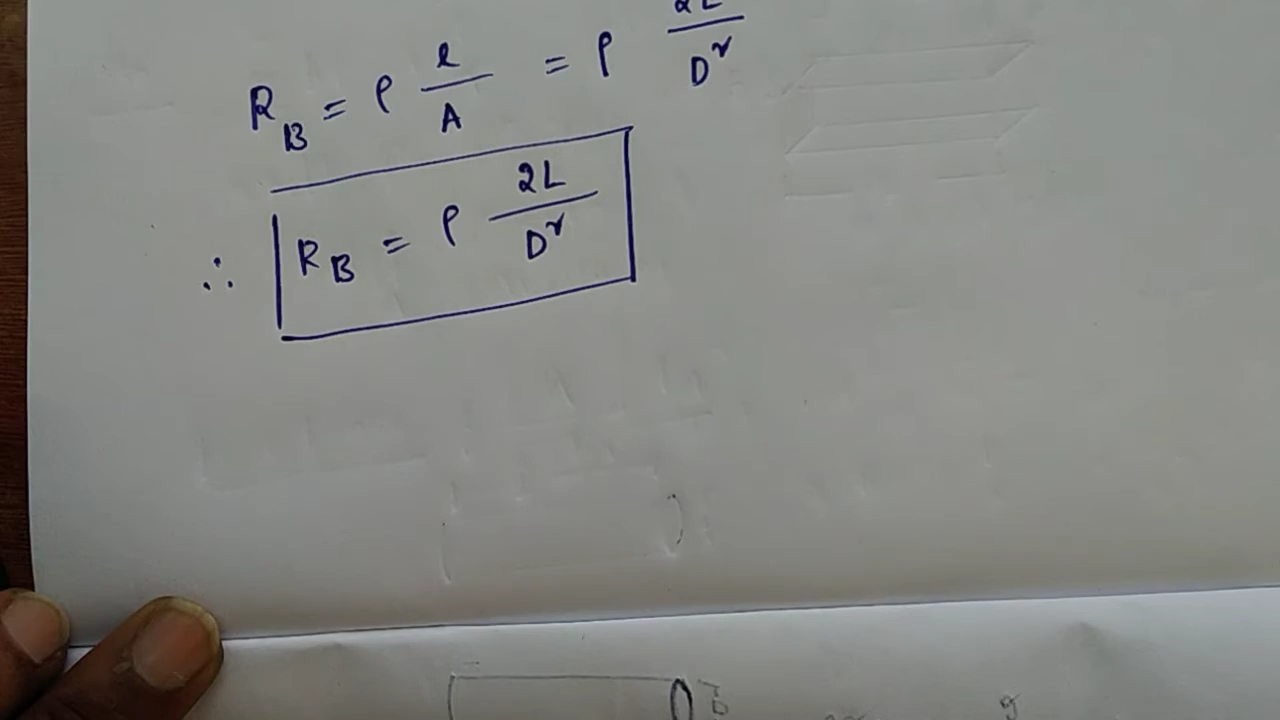 R_B = ρ l/A = ρ 2L/D²
∴ R_B = ρ 2L/D²